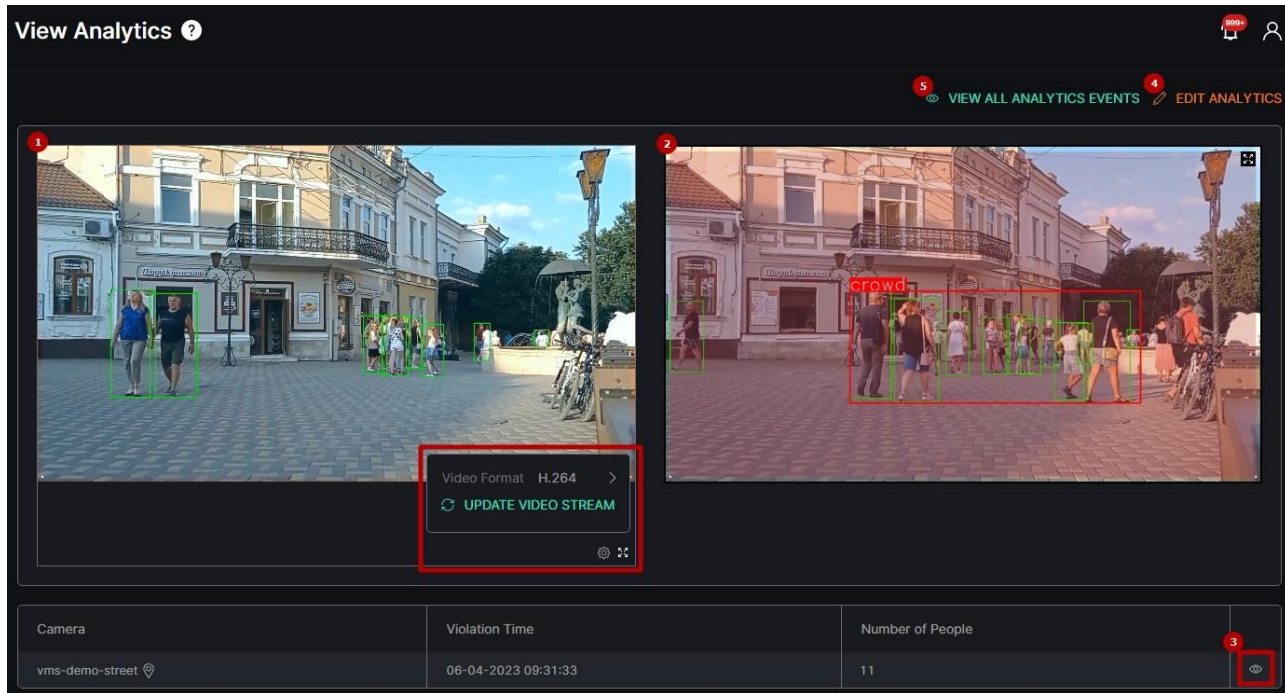 View Analytics ?
999+
5 VIEW ALL ANALYTICS EVENTS 4 EDIT ANALYTICS
1
2
crowd
Video Format H.264
UPDATE VIDEO STREAM
Camera Violation Time Number of People
3
vms-demo-street 06-04-2023 09:31:33 11